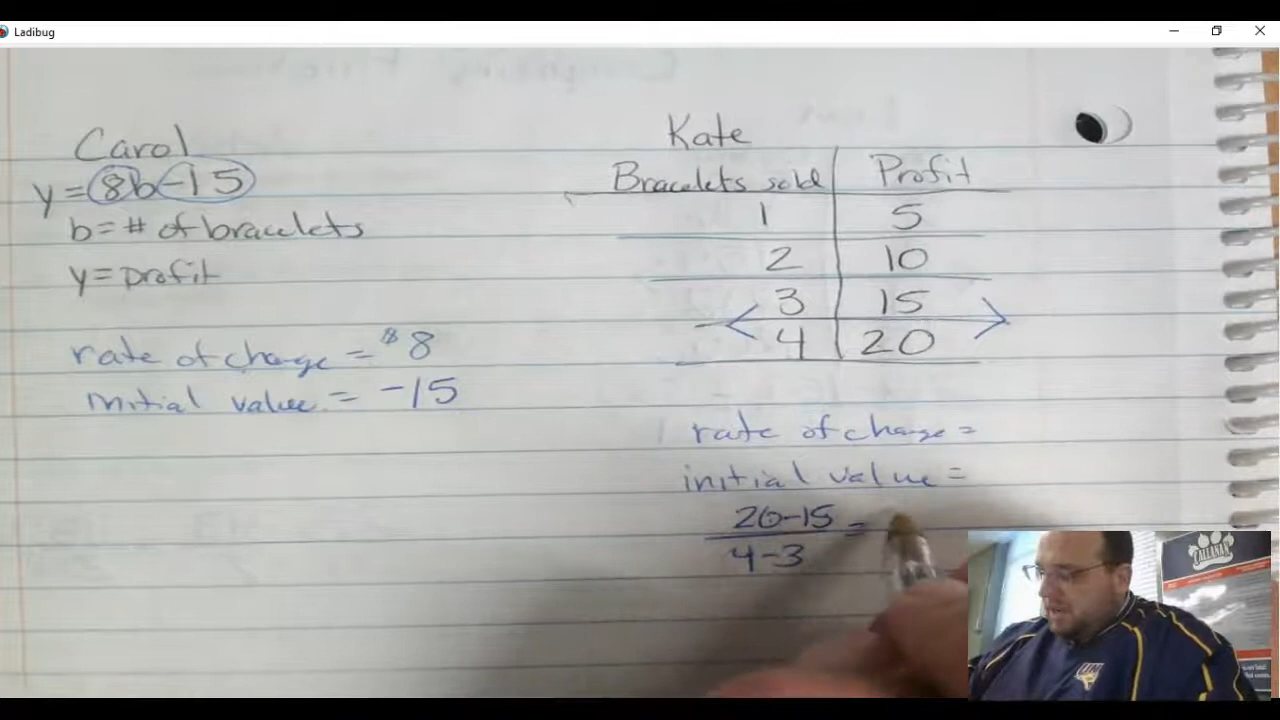 Ladibug
Carol
y=8b-15
b=# of bracelets
y=profit
rate of change = $8
initial value = -15
Kate
Bracelets sold Profit
1 5
2 10
3 15
4 20
rate of change =
initial value =
20-15 =
4-3
CALLANAN